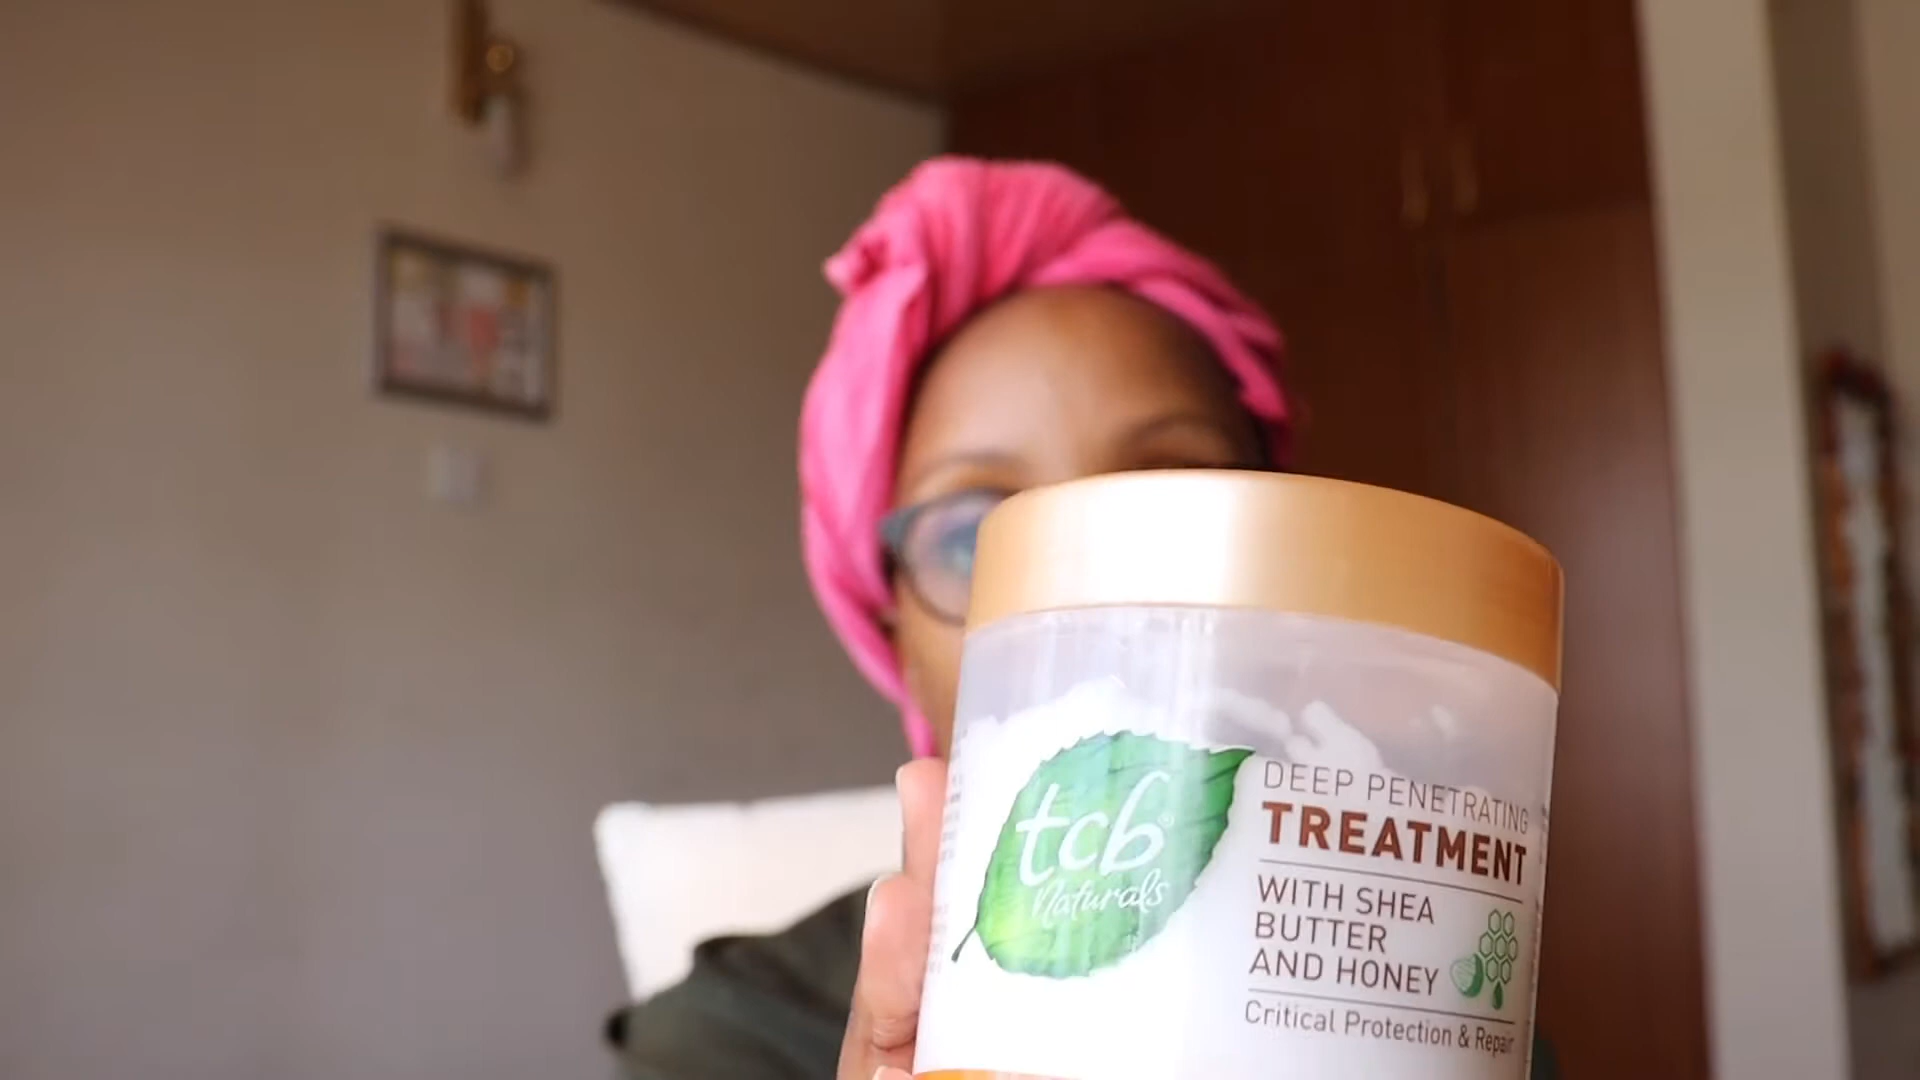 tcb®
Naturals
DEEP PENETRATING
TREATMENT
WITH SHEA
BUTTER
AND HONEY
Critical Protection & Repair